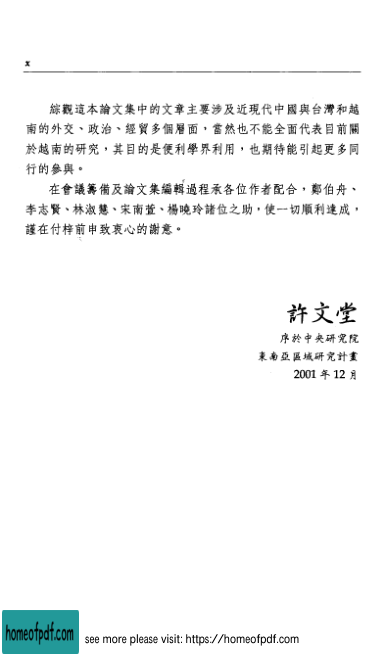 x
綜觀這本論文集中的文章主要涉及近現代中國與台灣和越
南的外交、政治、經貿多個層面，當然也不能全面代表目前關
於越南的研究，其目的是便利學界利用，也期待能引起更多同
行的參與。
在會議籌備及論文集編輯過程承各位作者配合，鄭伯舟、
李志賢、林淑慧、宋南萱、楊曉玲諸位之助，使一切順利達成，
謹在付梓前申致衷心的謝意。
許文堂
序於中央研究院
東南亞區域研究計畫
2001 年 12 月
homeofpdf.com
see more please visit: https://homeofpdf.com